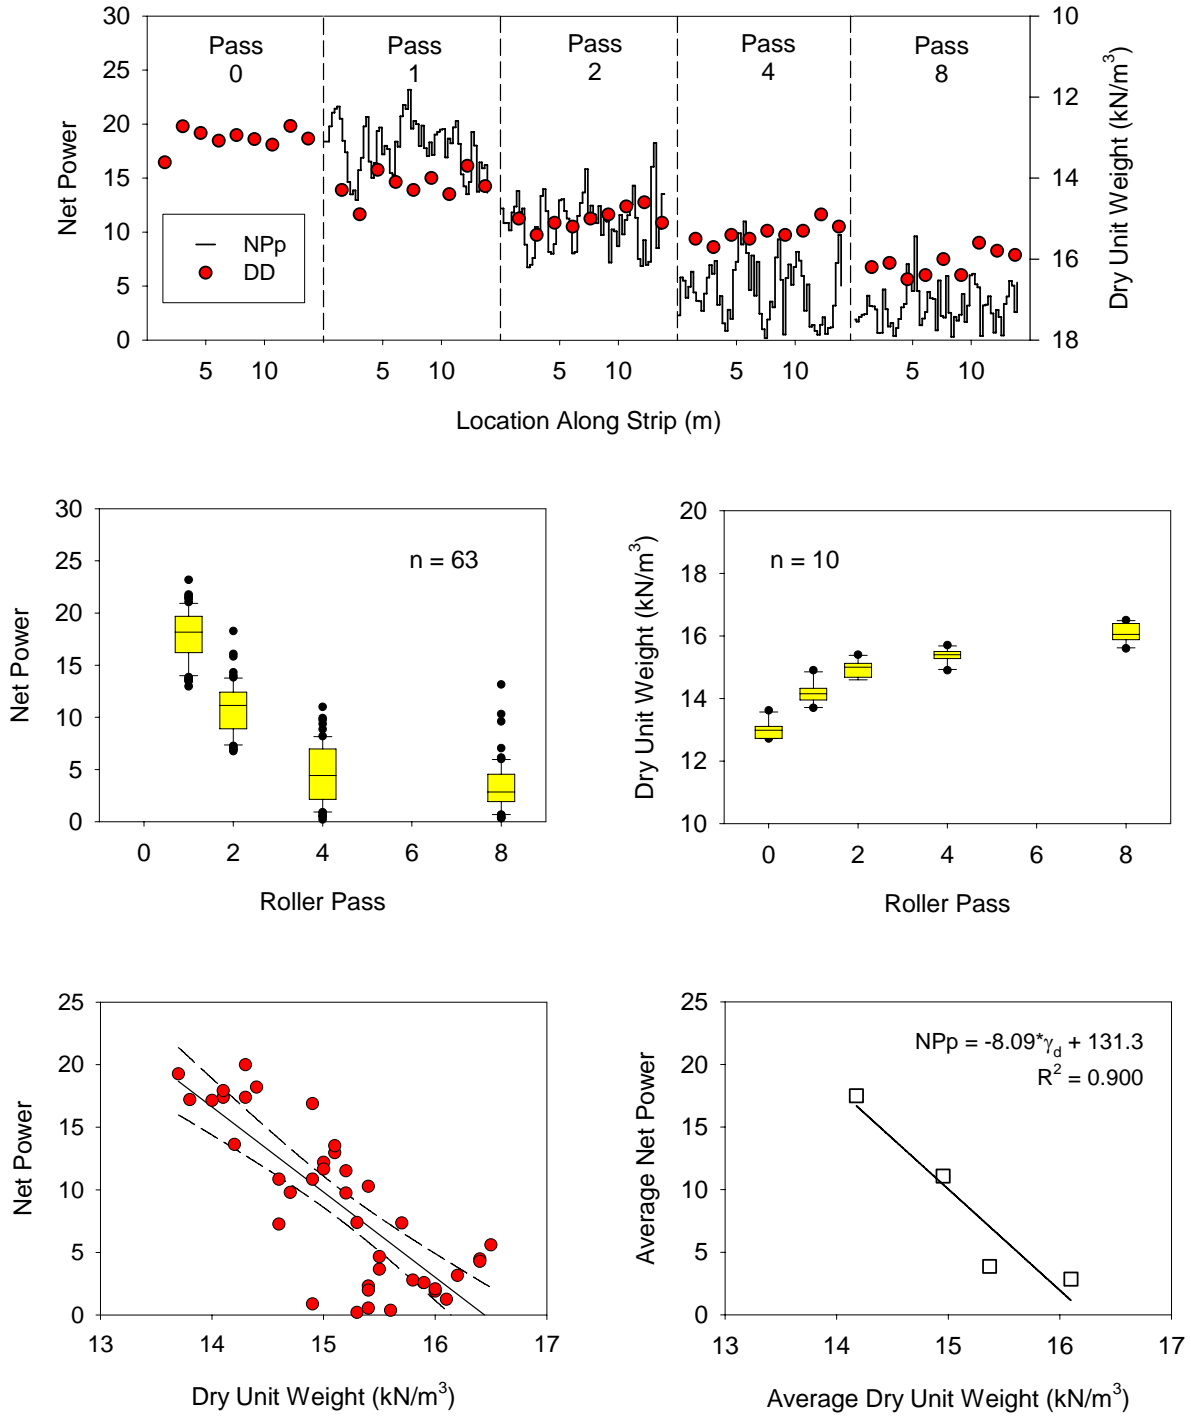 30
25
20
15
10
5
0
Net Power
Pass 0
Pass 1
Pass 2
Pass 4
Pass 8
NPp
DD
10
12
14
16
18
Dry Unit Weight (kN/m³)
5 10 5 10 5 10 5 10 5 10
Location Along Strip (m)
30
25
20
15
10
5
0
Net Power
n = 63
0 2 4 6 8
Roller Pass
20
18
16
14
12
10
Dry Unit Weight (kN/m³)
n = 10
0 2 4 6 8
Roller Pass
25
20
15
10
5
0
Net Power
13 14 15 16 17
Dry Unit Weight (kN/m³)
25
20
15
10
5
0
Average Net Power
NPp = -8.09*γd + 131.3
R² = 0.900
13 14 15 16 17
Average Dry Unit Weight (kN/m³)